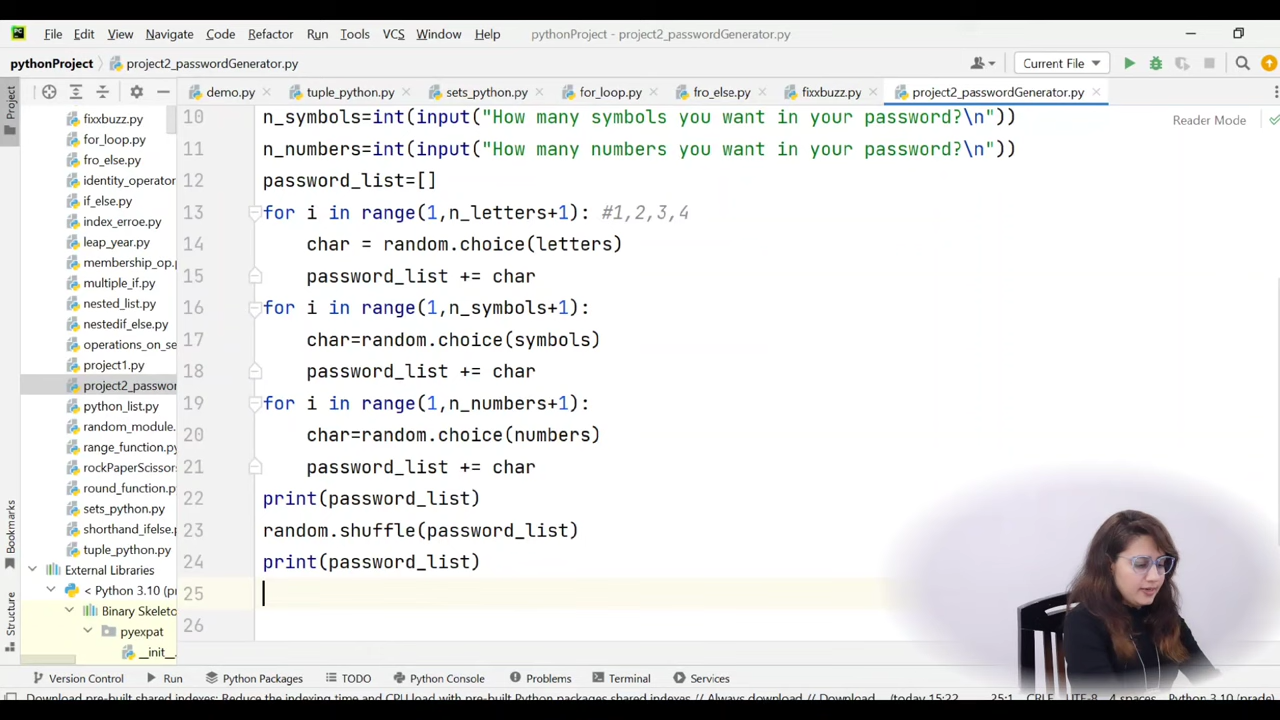 PC File Edit View Navigate Code Refactor Run Tools VCS Window Help pythonProject - project2_passwordGenerator.py
pythonProject project2_passwordGenerator.py Current File
Project demo.py tuple_python.py sets_python.py for_loop.py fro_else.py fixxbuzz.py project2_passwordGenerator.py
Reader Mode
fixxbuzz.py
for_loop.py
fro_else.py
identity_operator
if_else.py
index_erroe.py
leap_year.py
membership_op.p
multiple_if.py
nested_list.py
nestedif_else.py
operations_on_se
project1.py
project2_passwor
python_list.py
random_module.
range_function.py
rockPaperScissors
round_function.p
sets_python.py
shorthand_ifelse.p
tuple_python.py
External Libraries
< Python 3.10 (pr
Binary Skeleto
pyexpat
__init__.
10 n_symbols=int(input("How many symbols you want in your password?\n"))
11 n_numbers=int(input("How many numbers you want in your password?\n"))
12 password_list=[]
13 for i in range(1,n_letters+1): #1,2,3,4
14 char = random.choice(letters)
15 password_list += char
16 for i in range(1,n_symbols+1):
17 char=random.choice(symbols)
18 password_list += char
19 for i in range(1,n_numbers+1):
20 char=random.choice(numbers)
21 password_list += char
22 print(password_list)
23 random.shuffle(password_list)
24 print(password_list)
25
26
Bookmarks
Structure
Version Control Run Python Packages TODO Python Console Problems Terminal Services
Download pre-built shared indexes: Reduce the indexing time and CPU load with pre-built Python packages shared indexes // Always download // Download ... (today 15:22) 25:1 CRLF UTF-8 4 spaces Python 3.10